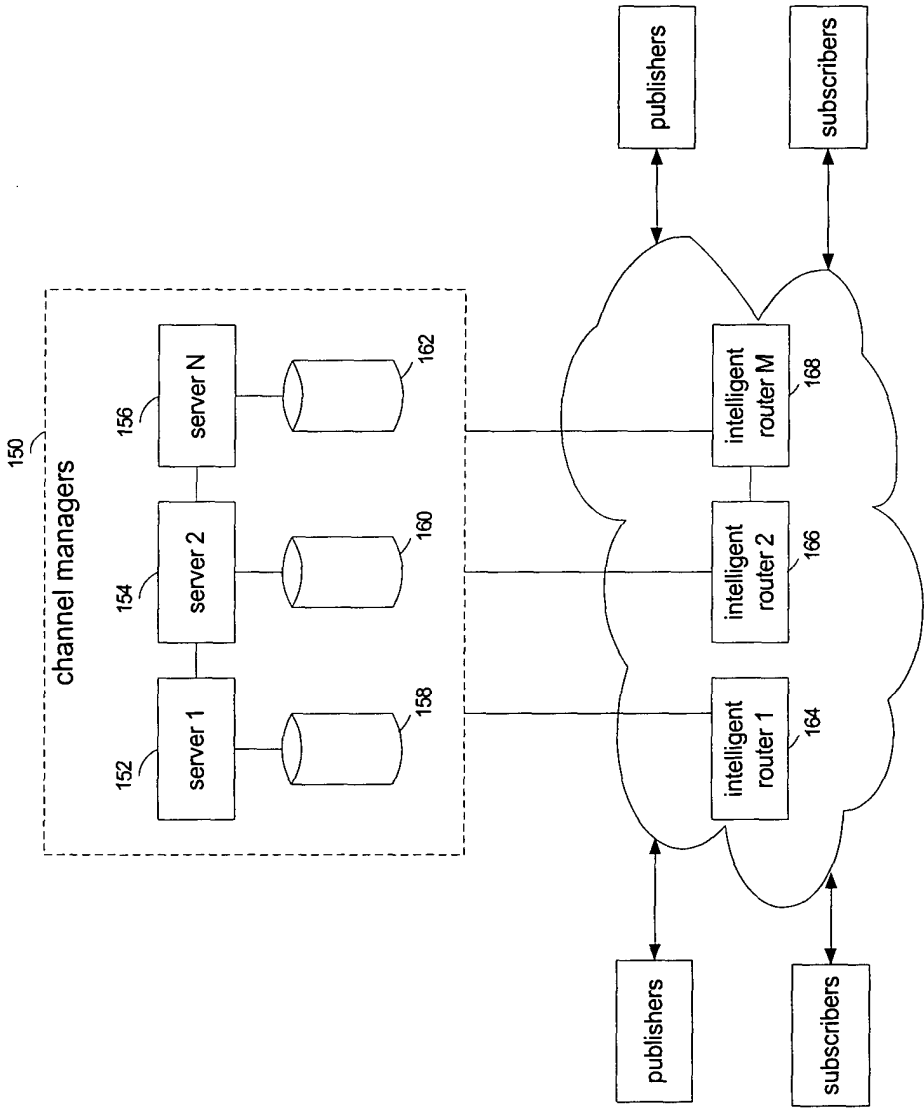 150
channel managers
152
154
156
server 1
server 2
server N
158
160
162
publishers
publishers
intelligent
router 1
intelligent
router 2
intelligent
router M
164
166
168
subscribers
subscribers